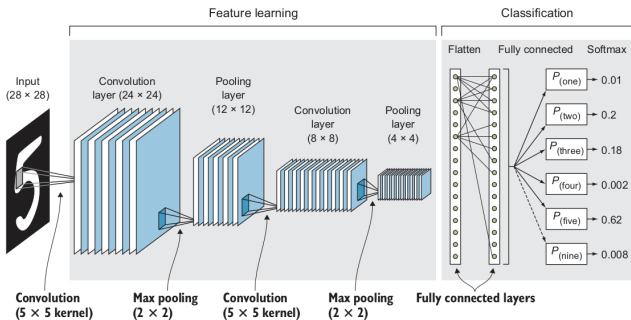 Feature learning
Classification
Input
(28 × 28)
Convolution
layer (24 × 24)
Pooling
layer
(12 × 12)
Convolution
layer
(8 × 8)
Pooling
layer
(4 × 4)
Flatten
Fully connected
Softmax
5
P(one)
0.01
P(two)
0.2
P(three)
0.18
P(four)
0.002
P(five)
0.62
P(nine)
0.008
Convolution
(5 × 5 kernel)
Max pooling
(2 × 2)
Convolution
(5 × 5 kernel)
Max pooling
(2 × 2)
Fully connected layers